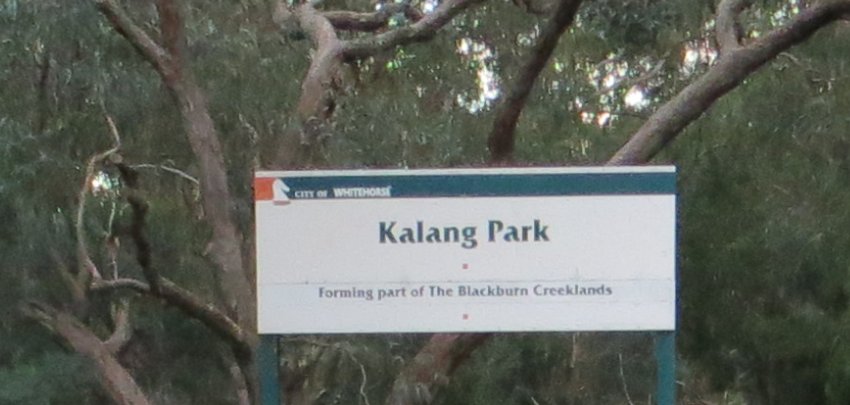 CITY OF WHITEHORSE
Kalang Park
Forming part of The Blackburn Creeklands